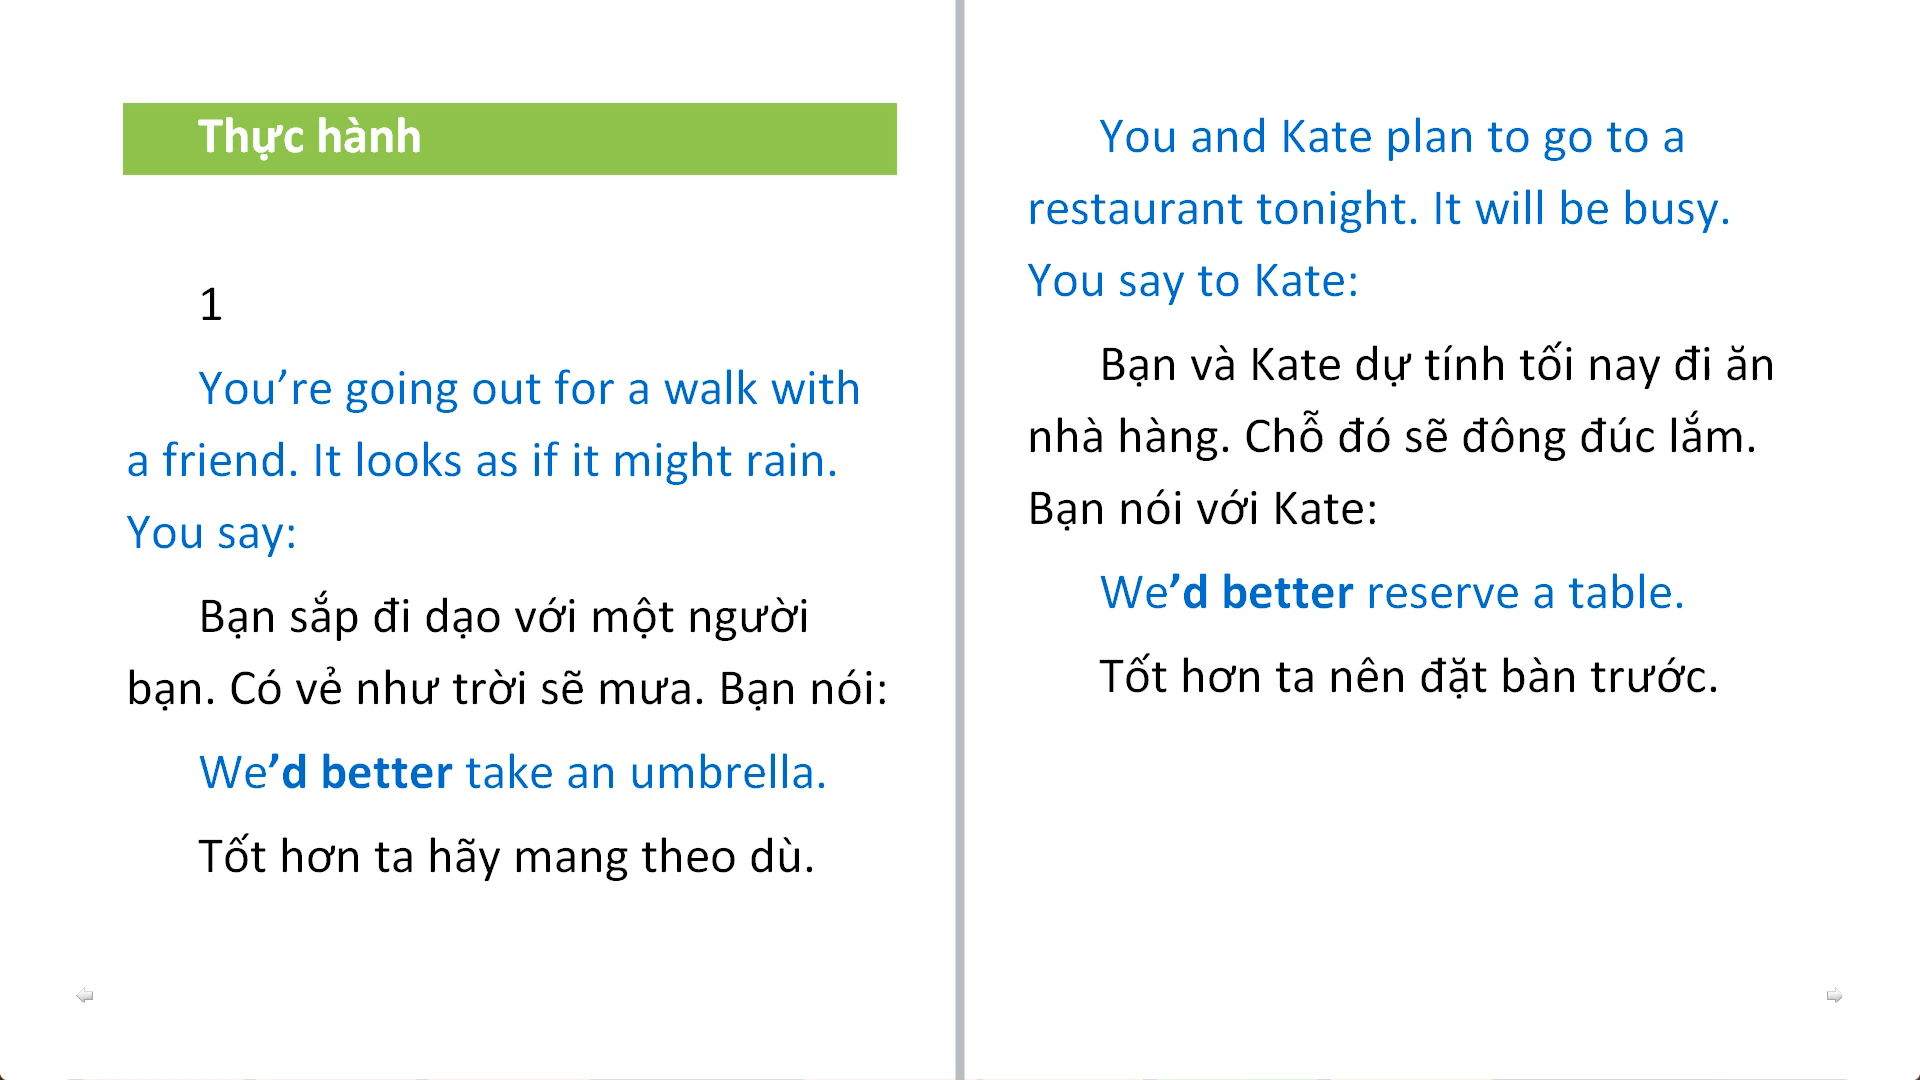 Thực hành
1
You’re going out for a walk with
a friend. It looks as if it might rain.
You say:
Bạn sắp đi dạo với một người
bạn. Có vẻ như trời sẽ mưa. Bạn nói:
We’d better take an umbrella.
Tốt hơn ta hãy mang theo dù.
You and Kate plan to go to a
restaurant tonight. It will be busy.
You say to Kate:
Bạn và Kate dự tính tối nay đi ăn
nhà hàng. Chỗ đó sẽ đông đúc lắm.
Bạn nói với Kate:
We’d better reserve a table.
Tốt hơn ta nên đặt bàn trước.